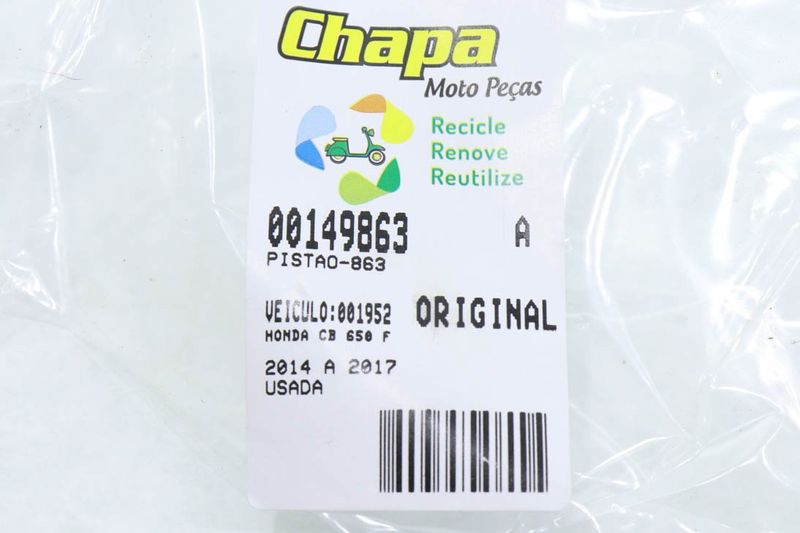 Chapa
Moto Peças
Recicle
Renove
Reutilize
00149863 A
PISTAO-863
VEICULO:001952 ORIGINAL
HONDA CB 650 F
2014 A 2017
USADA